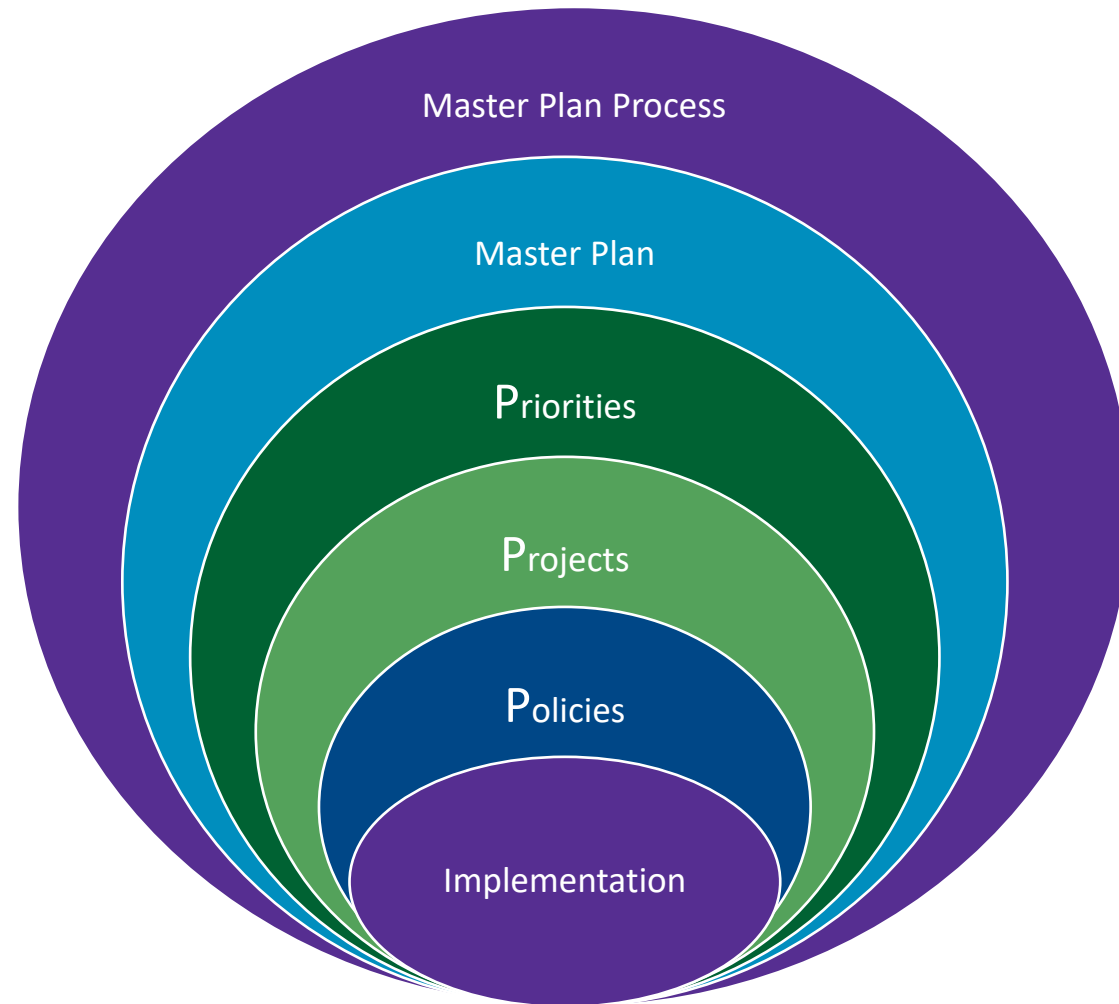 Master Plan Process
Master Plan
Priorities
Projects
Policies
Implementation